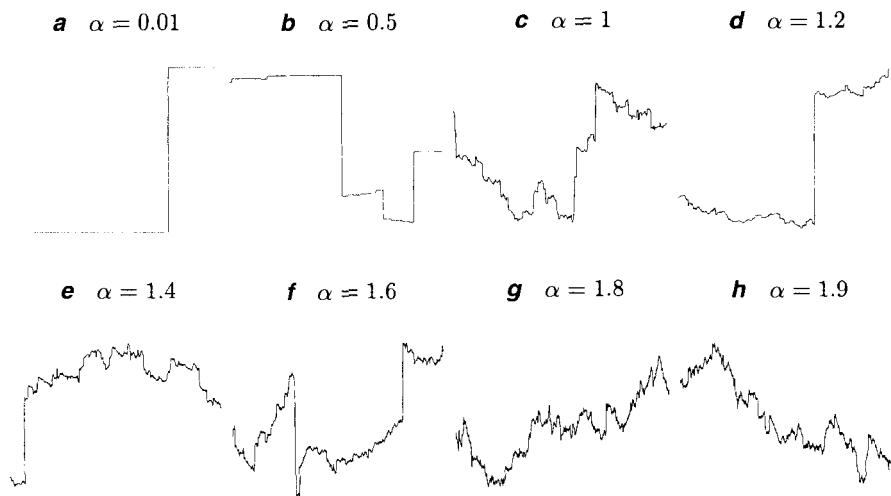 a α = 0.01
b α = 0.5
c α = 1
d α = 1.2
e α = 1.4
f α = 1.6
g α = 1.8
h α = 1.9